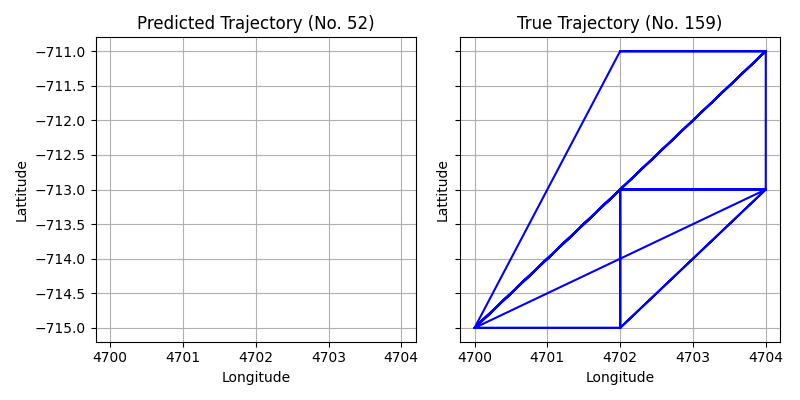 Predicted Trajectory (No. 52)
Lattitude
−711.0
−711.5
−712.0
−712.5
−713.0
−713.5
−714.0
−714.5
−715.0
4700 4701 4702 4703 4704
Longitude
True Trajectory (No. 159)
Lattitude
4700 4701 4702 4703 4704
Longitude